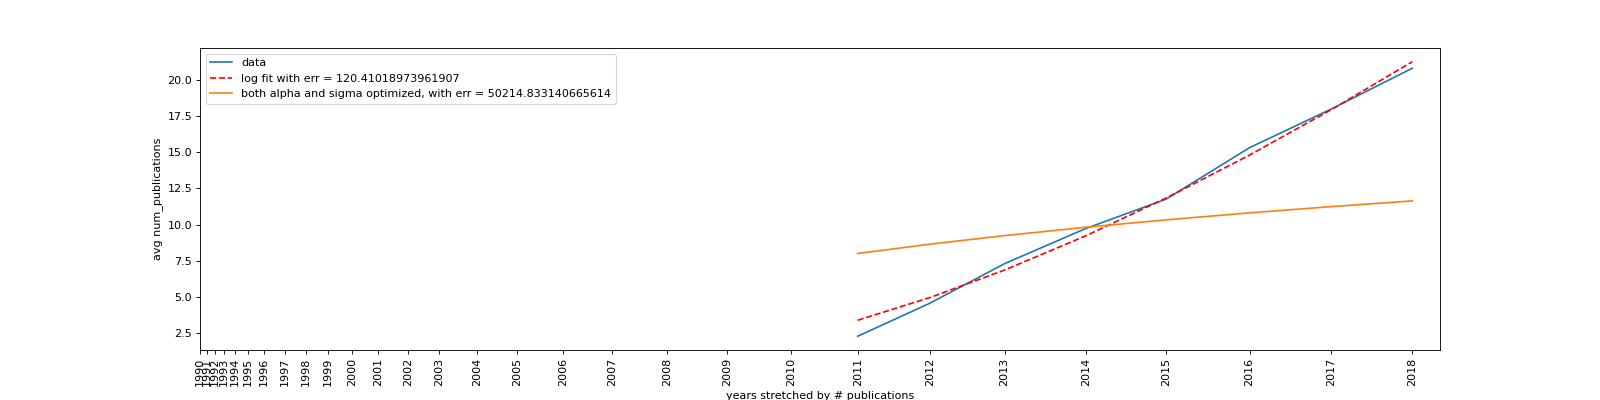 data
log fit with err = 120.41018973961907
both alpha and sigma optimized, with err = 50214.833140665614
avg num_publications
20.0
17.5
15.0
12.5
10.0
7.5
5.0
2.5
1990 1991 1992 1993 1994 1995 1996 1997 1998 1999 2000 2001 2002 2003 2004 2005 2006 2007 2008 2009 2010 2011 2012 2013 2014 2015 2016 2017 2018
years stretched by # publications